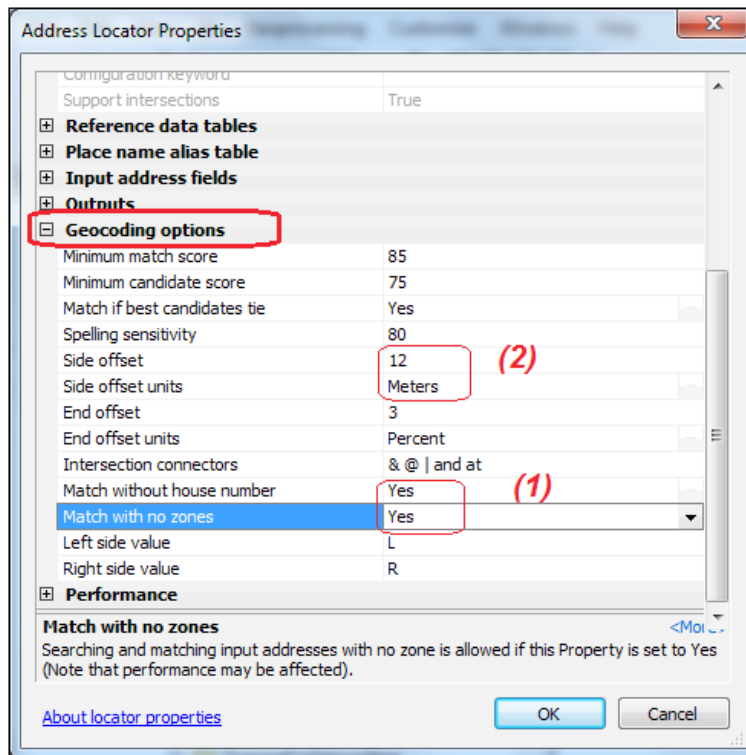 Address Locator Properties
Configuration keyword
Support intersections True
Reference data tables
Place name alias table
Input address fields
Outputs
Geocoding options
Minimum match score 85
Minimum candidate score 75
Match if best candidates tie Yes
Spelling sensitivity 80
Side offset 12 (2)
Side offset units Meters
End offset 3
End offset units Percent
Intersection connectors & @ | and at
Match without house number Yes (1)
Match with no zones Yes
Left side value L
Right side value R
Performance
Match with no zones
Searching and matching input addresses with no zone is allowed if this Property is set to Yes
(Note that performance may be affected).
About locator properties OK Cancel